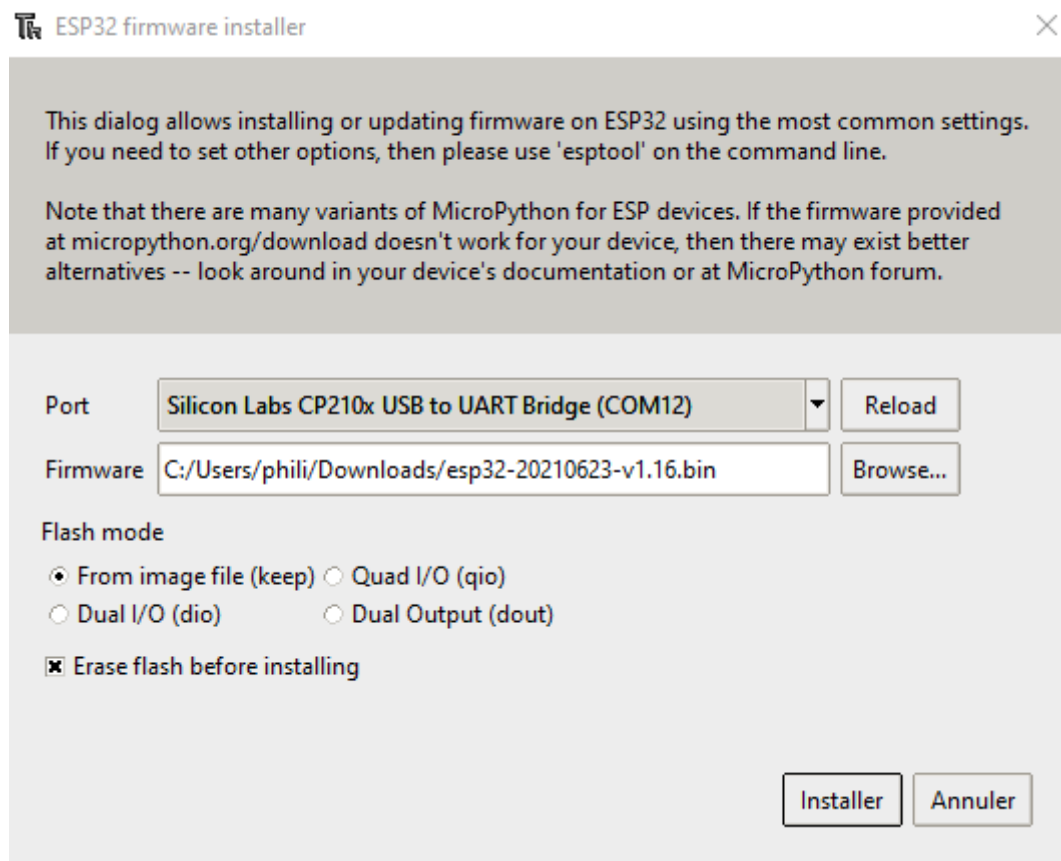 ESP32 firmware installer
This dialog allows installing or updating firmware on ESP32 using the most common settings.
If you need to set other options, then please use 'esptool' on the command line.
Note that there are many variants of MicroPython for ESP devices. If the firmware provided
at micropython.org/download doesn't work for your device, then there may exist better
alternatives -- look around in your device's documentation or at MicroPython forum.
Port Silicon Labs CP210x USB to UART Bridge (COM12) Reload
Firmware C:/Users/phili/Downloads/esp32-20210623-v1.16.bin Browse...
Flash mode
From image file (keep) Quad I/O (qio)
Dual I/O (dio) Dual Output (dout)
Erase flash before installing
Installer Annuler